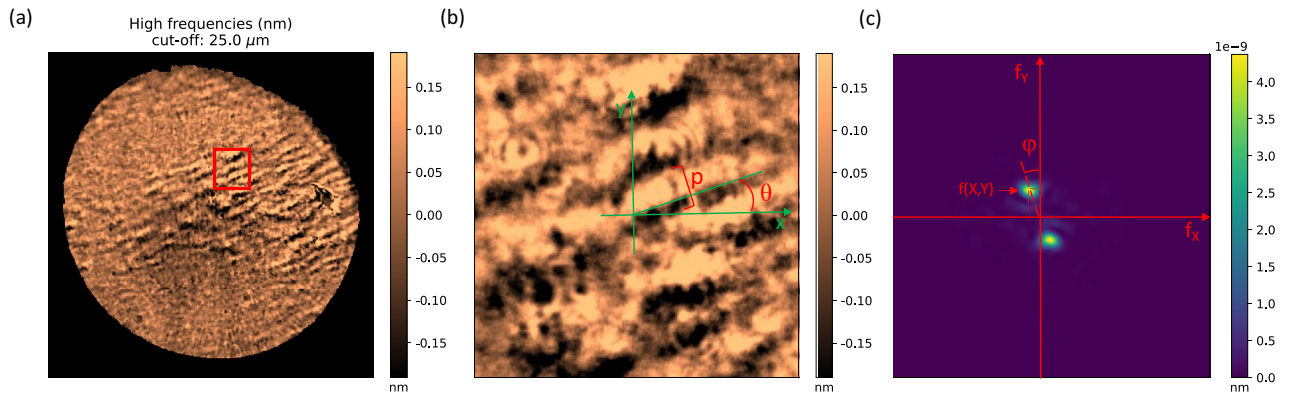 (a)
High frequencies (nm)
cut-off: 25.0 μm
0.15
0.10
0.05
0.00
-0.05
-0.10
-0.15
nm
(b)
Y
p
θ
X
0.15
0.10
0.05
0.00
-0.05
-0.10
-0.15
nm
(c)
1e-9
f_Y
φ
f(X,Y)
f_X
4.0
3.5
3.0
2.5
2.0
1.5
1.0
0.5
0.0
nm